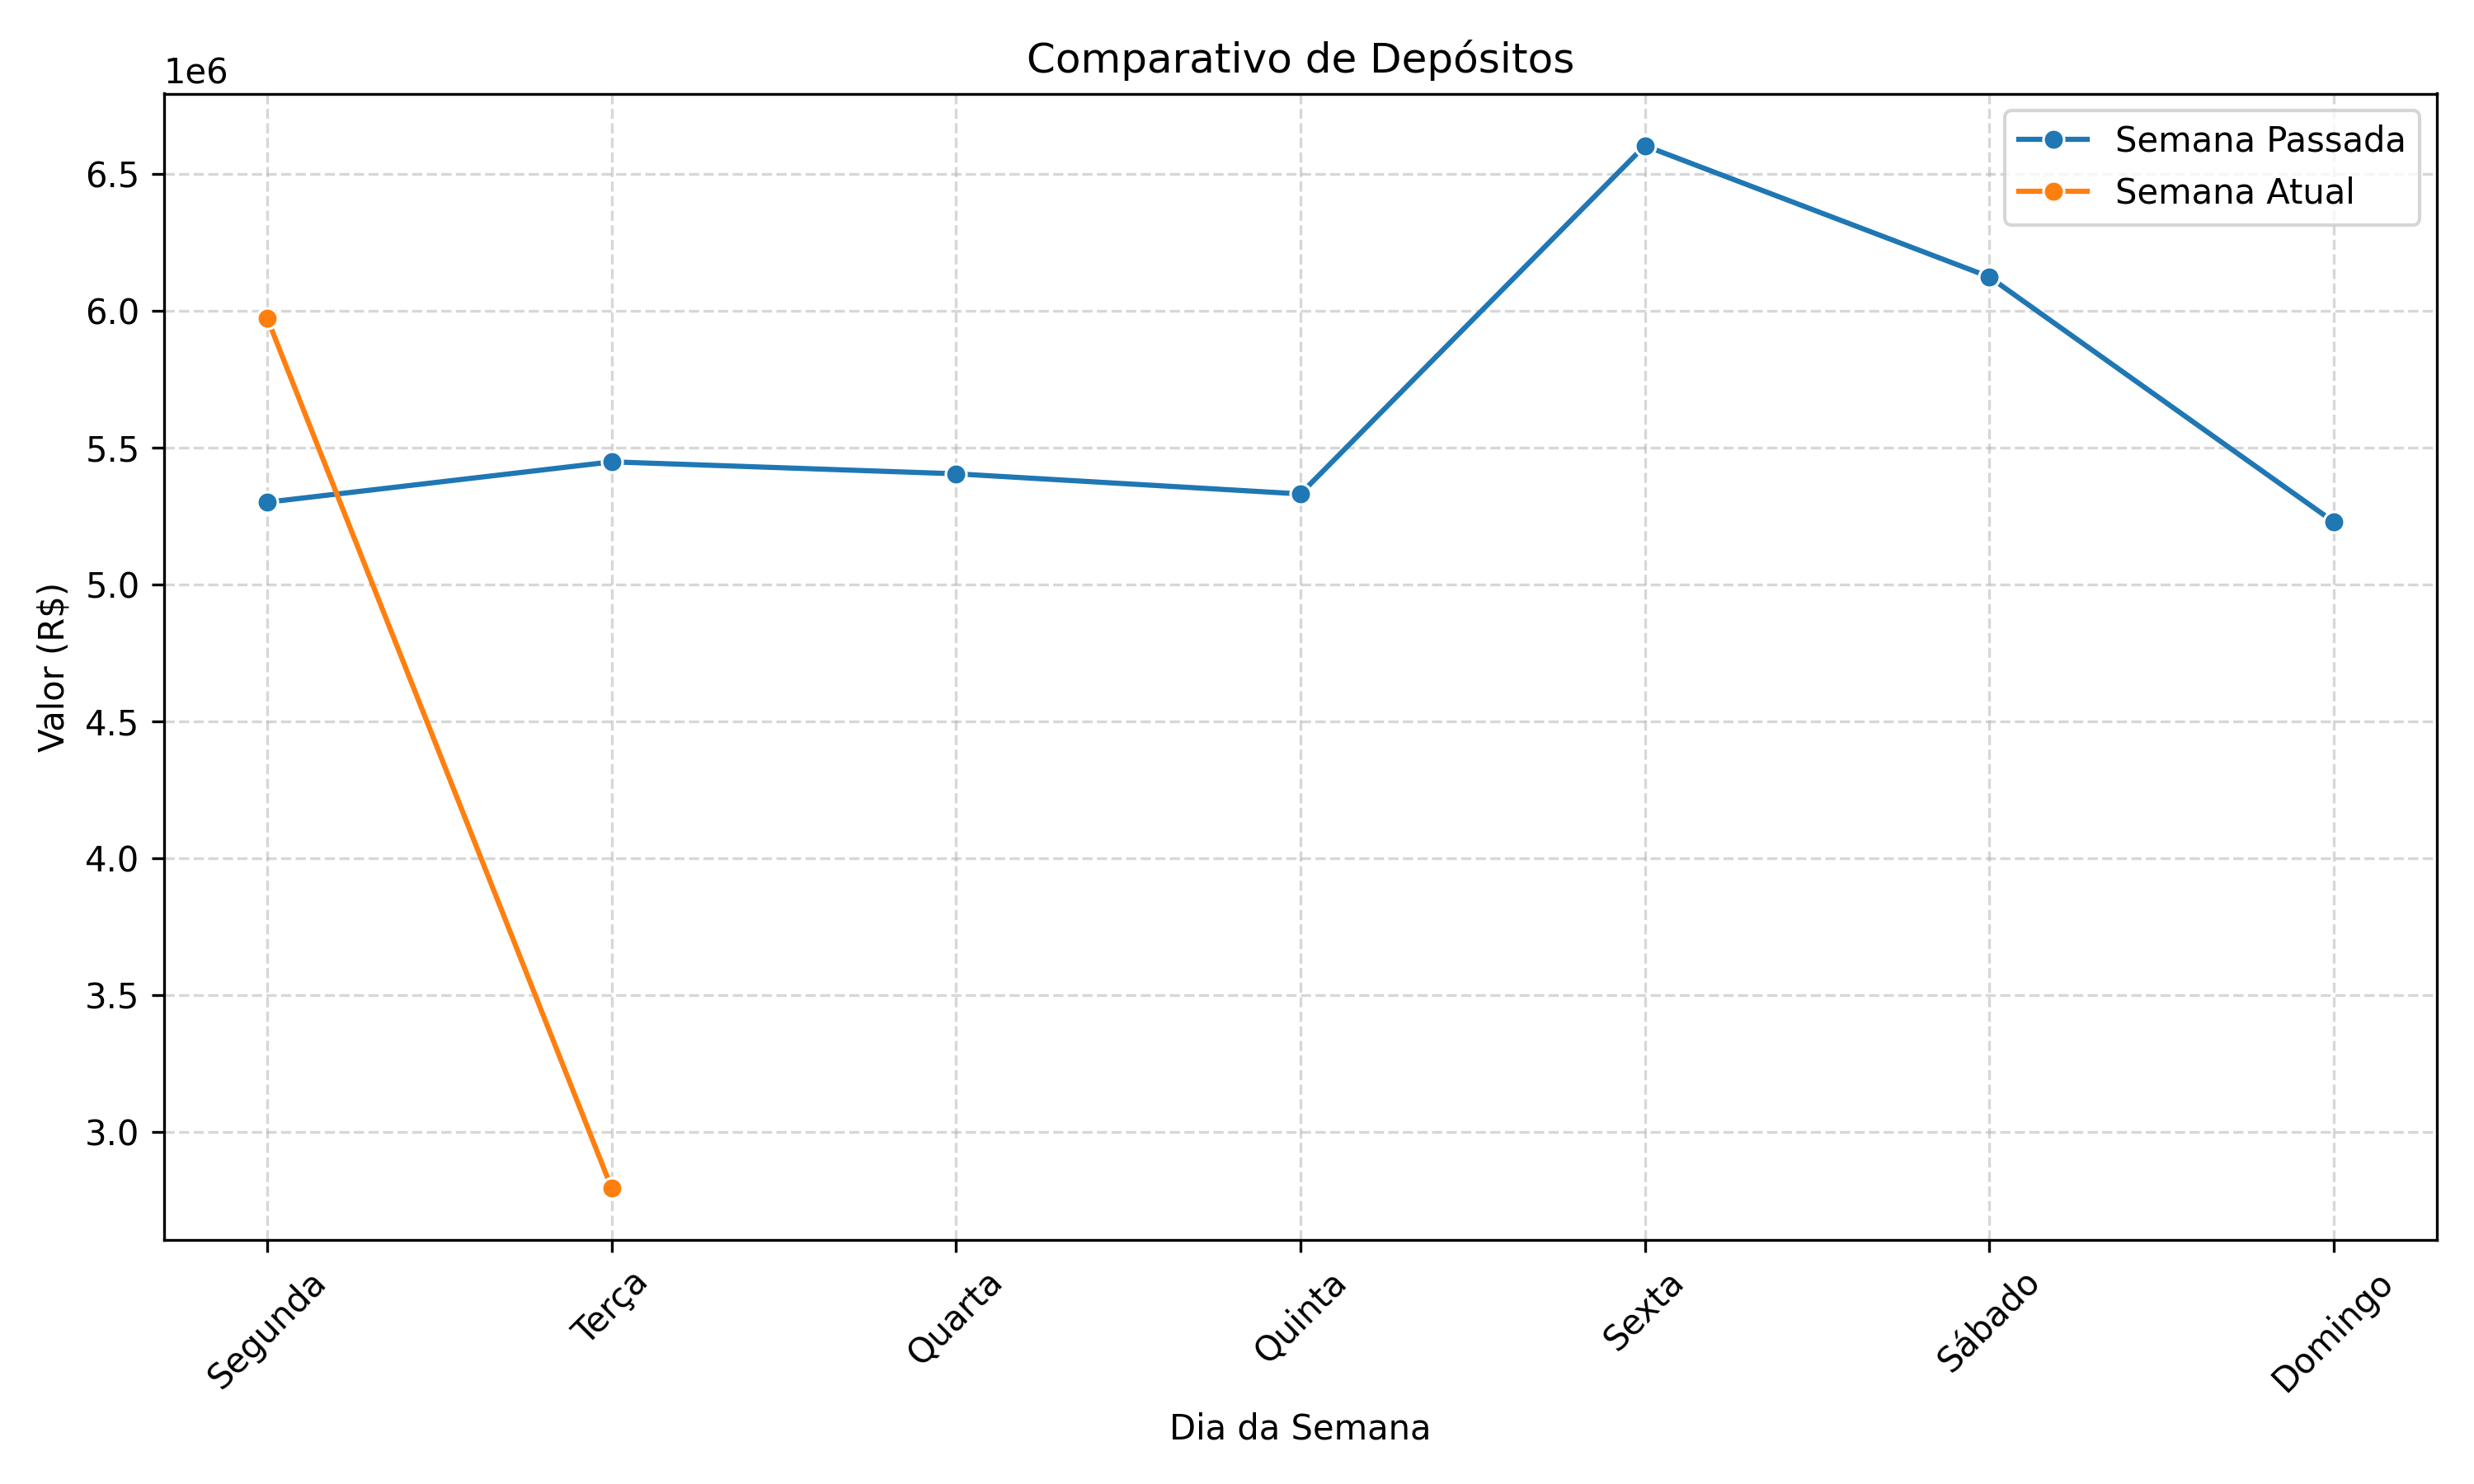 Comparativo de Depósitos
1e6
Semana Passada
Semana Atual
6.5
6.0
5.5
5.0
4.5
4.0
3.5
3.0
Valor (R$)
Segunda
Terça
Quarta
Quinta
Sexta
Sábado
Domingo
Dia da Semana